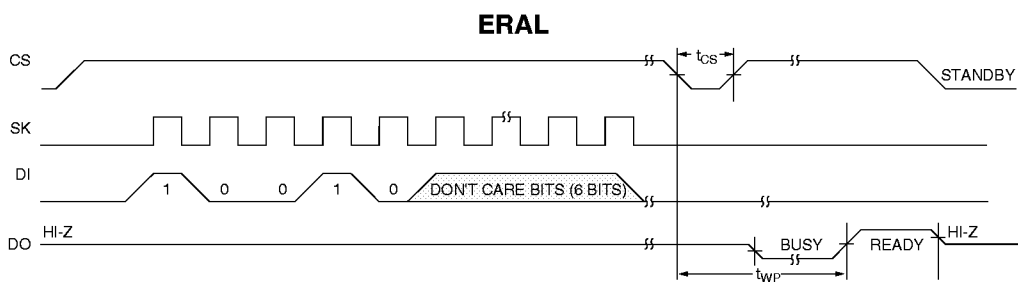 ERAL
CS
tCS
STANDBY
SK
DI
1 0 0 1 0 DON'T CARE BITS (6 BITS)
DO
HI-Z
BUSY
READY
HI-Z
tWP